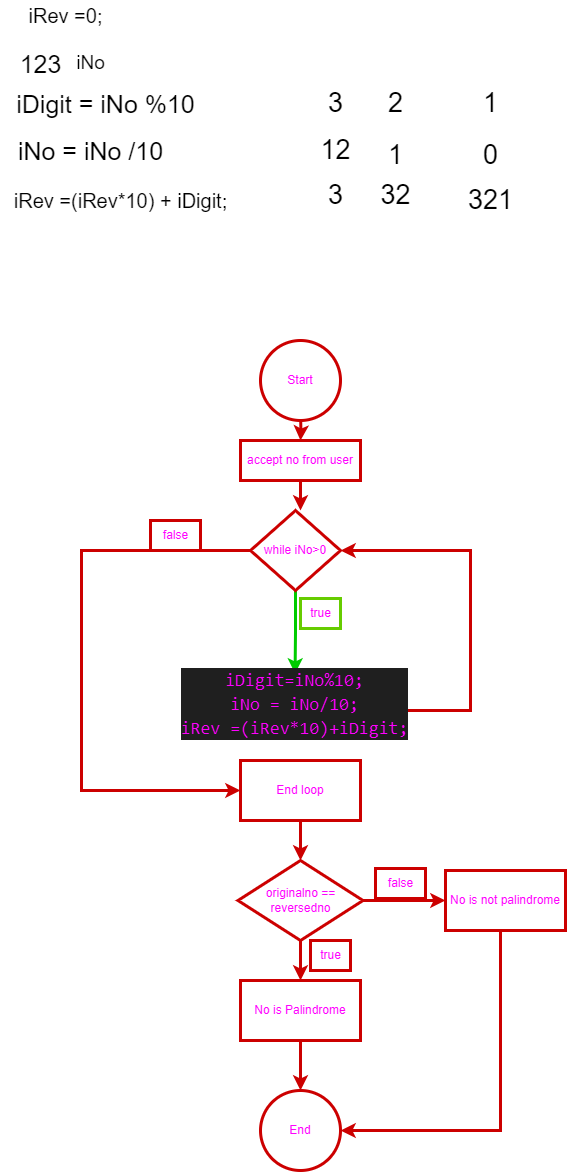 iRev =0;
123 iNo
iDigit = iNo %10 3 2 1
iNo = iNo /10 12 1 0
iRev =(iRev*10) + iDigit; 3 32 321
Start
accept no from user
false
while iNo>0
true
iDigit=iNo%10;
iNo = iNo/10;
iRev =(iRev*10)+iDigit;
End loop
originalno ==
reversedno
false
No is not palindrome
true
No is Palindrome
End